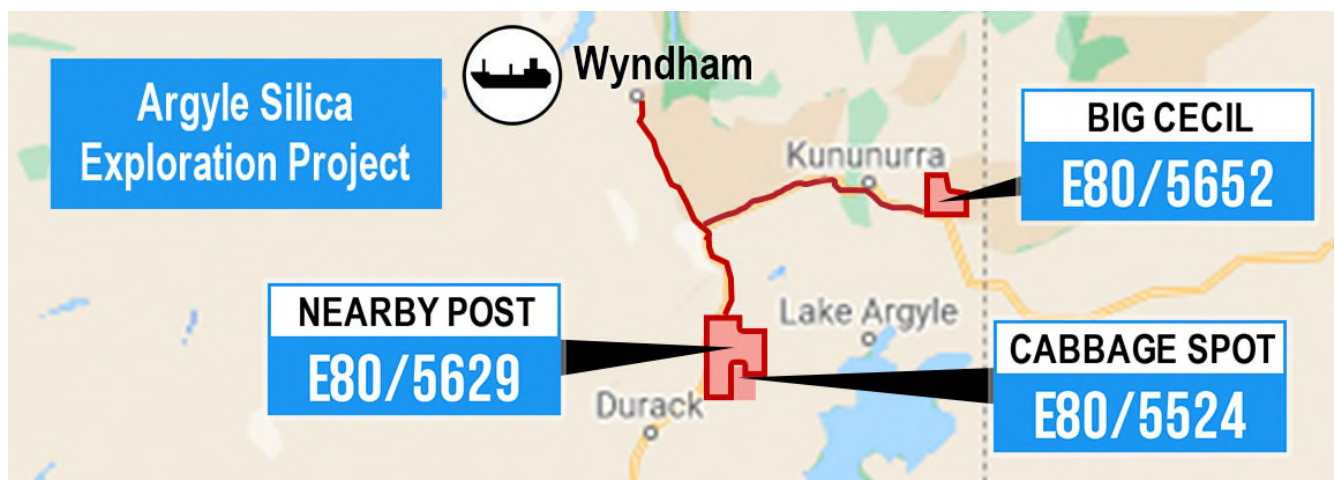 Argyle Silica
Exploration Project
Wyndham
Kununurra
BIG CECIL
E80/5652
NEARBY POST
E80/5629
Lake Argyle
CABBAGE SPOT
E80/5524
Durack